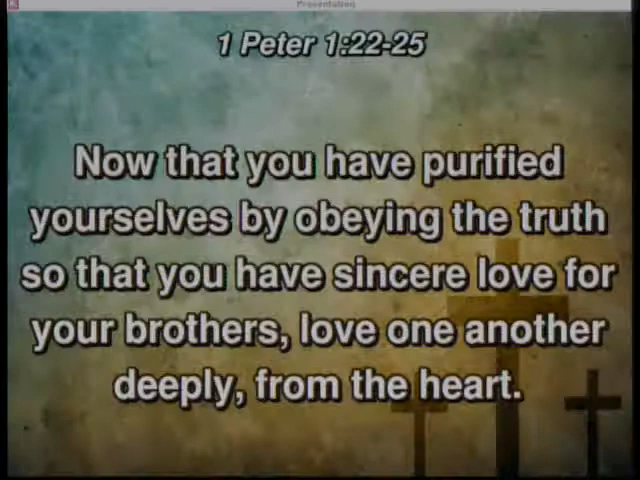 Presentation
1 Peter 1:22-25
Now that you have purified
yourselves by obeying the truth
so that you have sincere love for
your brothers, love one another
deeply, from the heart.